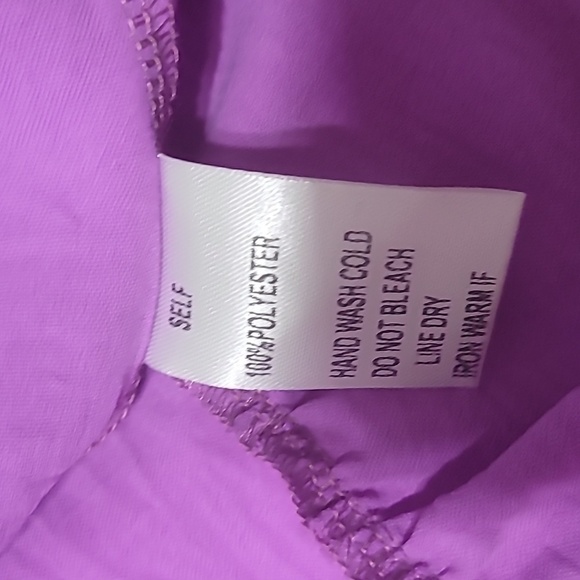 SELF
100%POLYESTER
HAND WASH COLD
DO NOT BLEACH
LINE DRY
IRON WARM IF